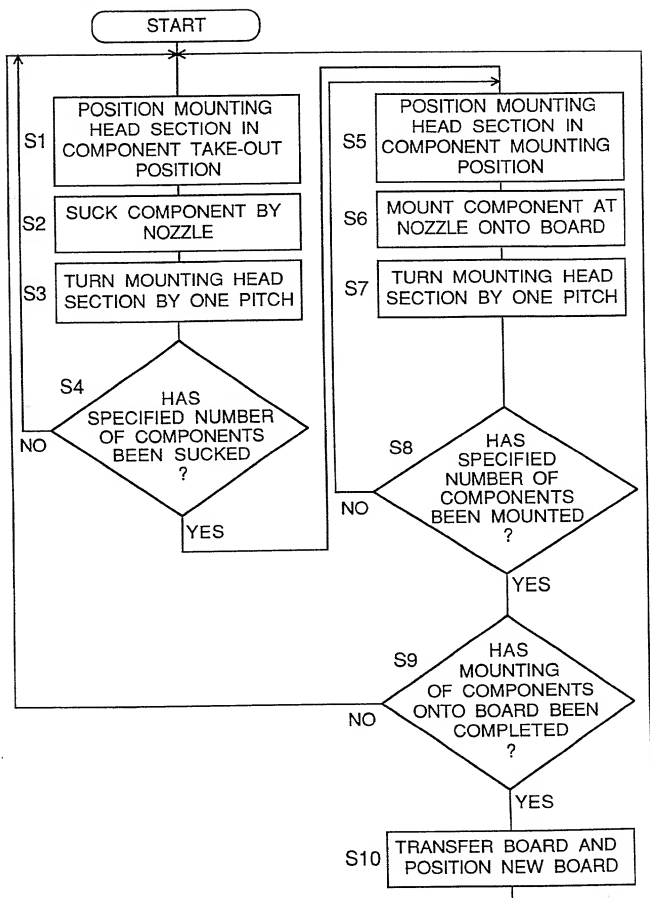 START
S1
POSITION MOUNTING
HEAD SECTION IN
COMPONENT TAKE-OUT
POSITION
S2
SUCK COMPONENT BY
NOZZLE
S3
TURN MOUNTING HEAD
SECTION BY ONE PITCH
S4
HAS
SPECIFIED NUMBER
OF COMPONENTS
BEEN SUCKED
?
NO
YES
S5
POSITION MOUNTING
HEAD SECTION IN
COMPONENT MOUNTING
POSITION
S6
MOUNT COMPONENT AT
NOZZLE ONTO BOARD
S7
TURN MOUNTING HEAD
SECTION BY ONE PITCH
S8
HAS
SPECIFIED
NUMBER OF
COMPONENTS
BEEN MOUNTED
?
NO
YES
S9
HAS
MOUNTING
OF COMPONENTS
ONTO BOARD BEEN
COMPLETED
?
NO
YES
S10
TRANSFER BOARD AND
POSITION NEW BOARD